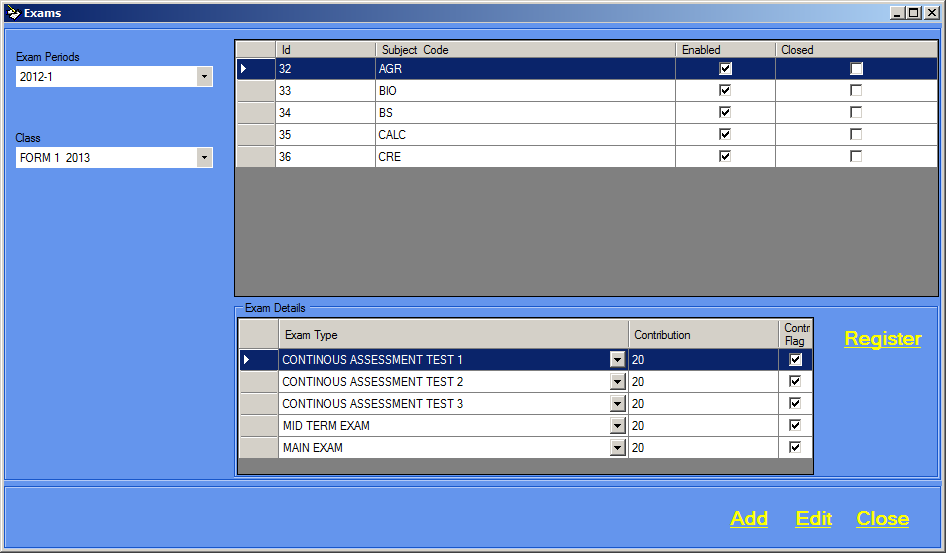 Exams
Exam Periods
2012-1
Class
FORM 1 2013
Id Subject Code Enabled Closed
32 AGR
33 BIO
34 BS
35 CALC
36 CRE
Exam Details
Exam Type Contribution Contr Flag
CONTINOUS ASSESSMENT TEST 1 20
CONTINOUS ASSESSMENT TEST 2 20
CONTINOUS ASSESSMENT TEST 3 20
MID TERM EXAM 20
MAIN EXAM 20
Register
Add Edit Close